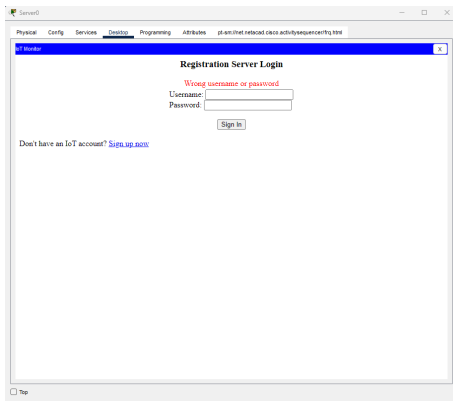 Server0
Physical Config Services Desktop Programming Attributes pt-sm://net.netacad.cisco.activitysequencer/frq.html
IoT Monitor X
Registration Server Login
Wrong username or password
Username:
Password:
Sign In
Don't have an IoT account? Sign up now
Top